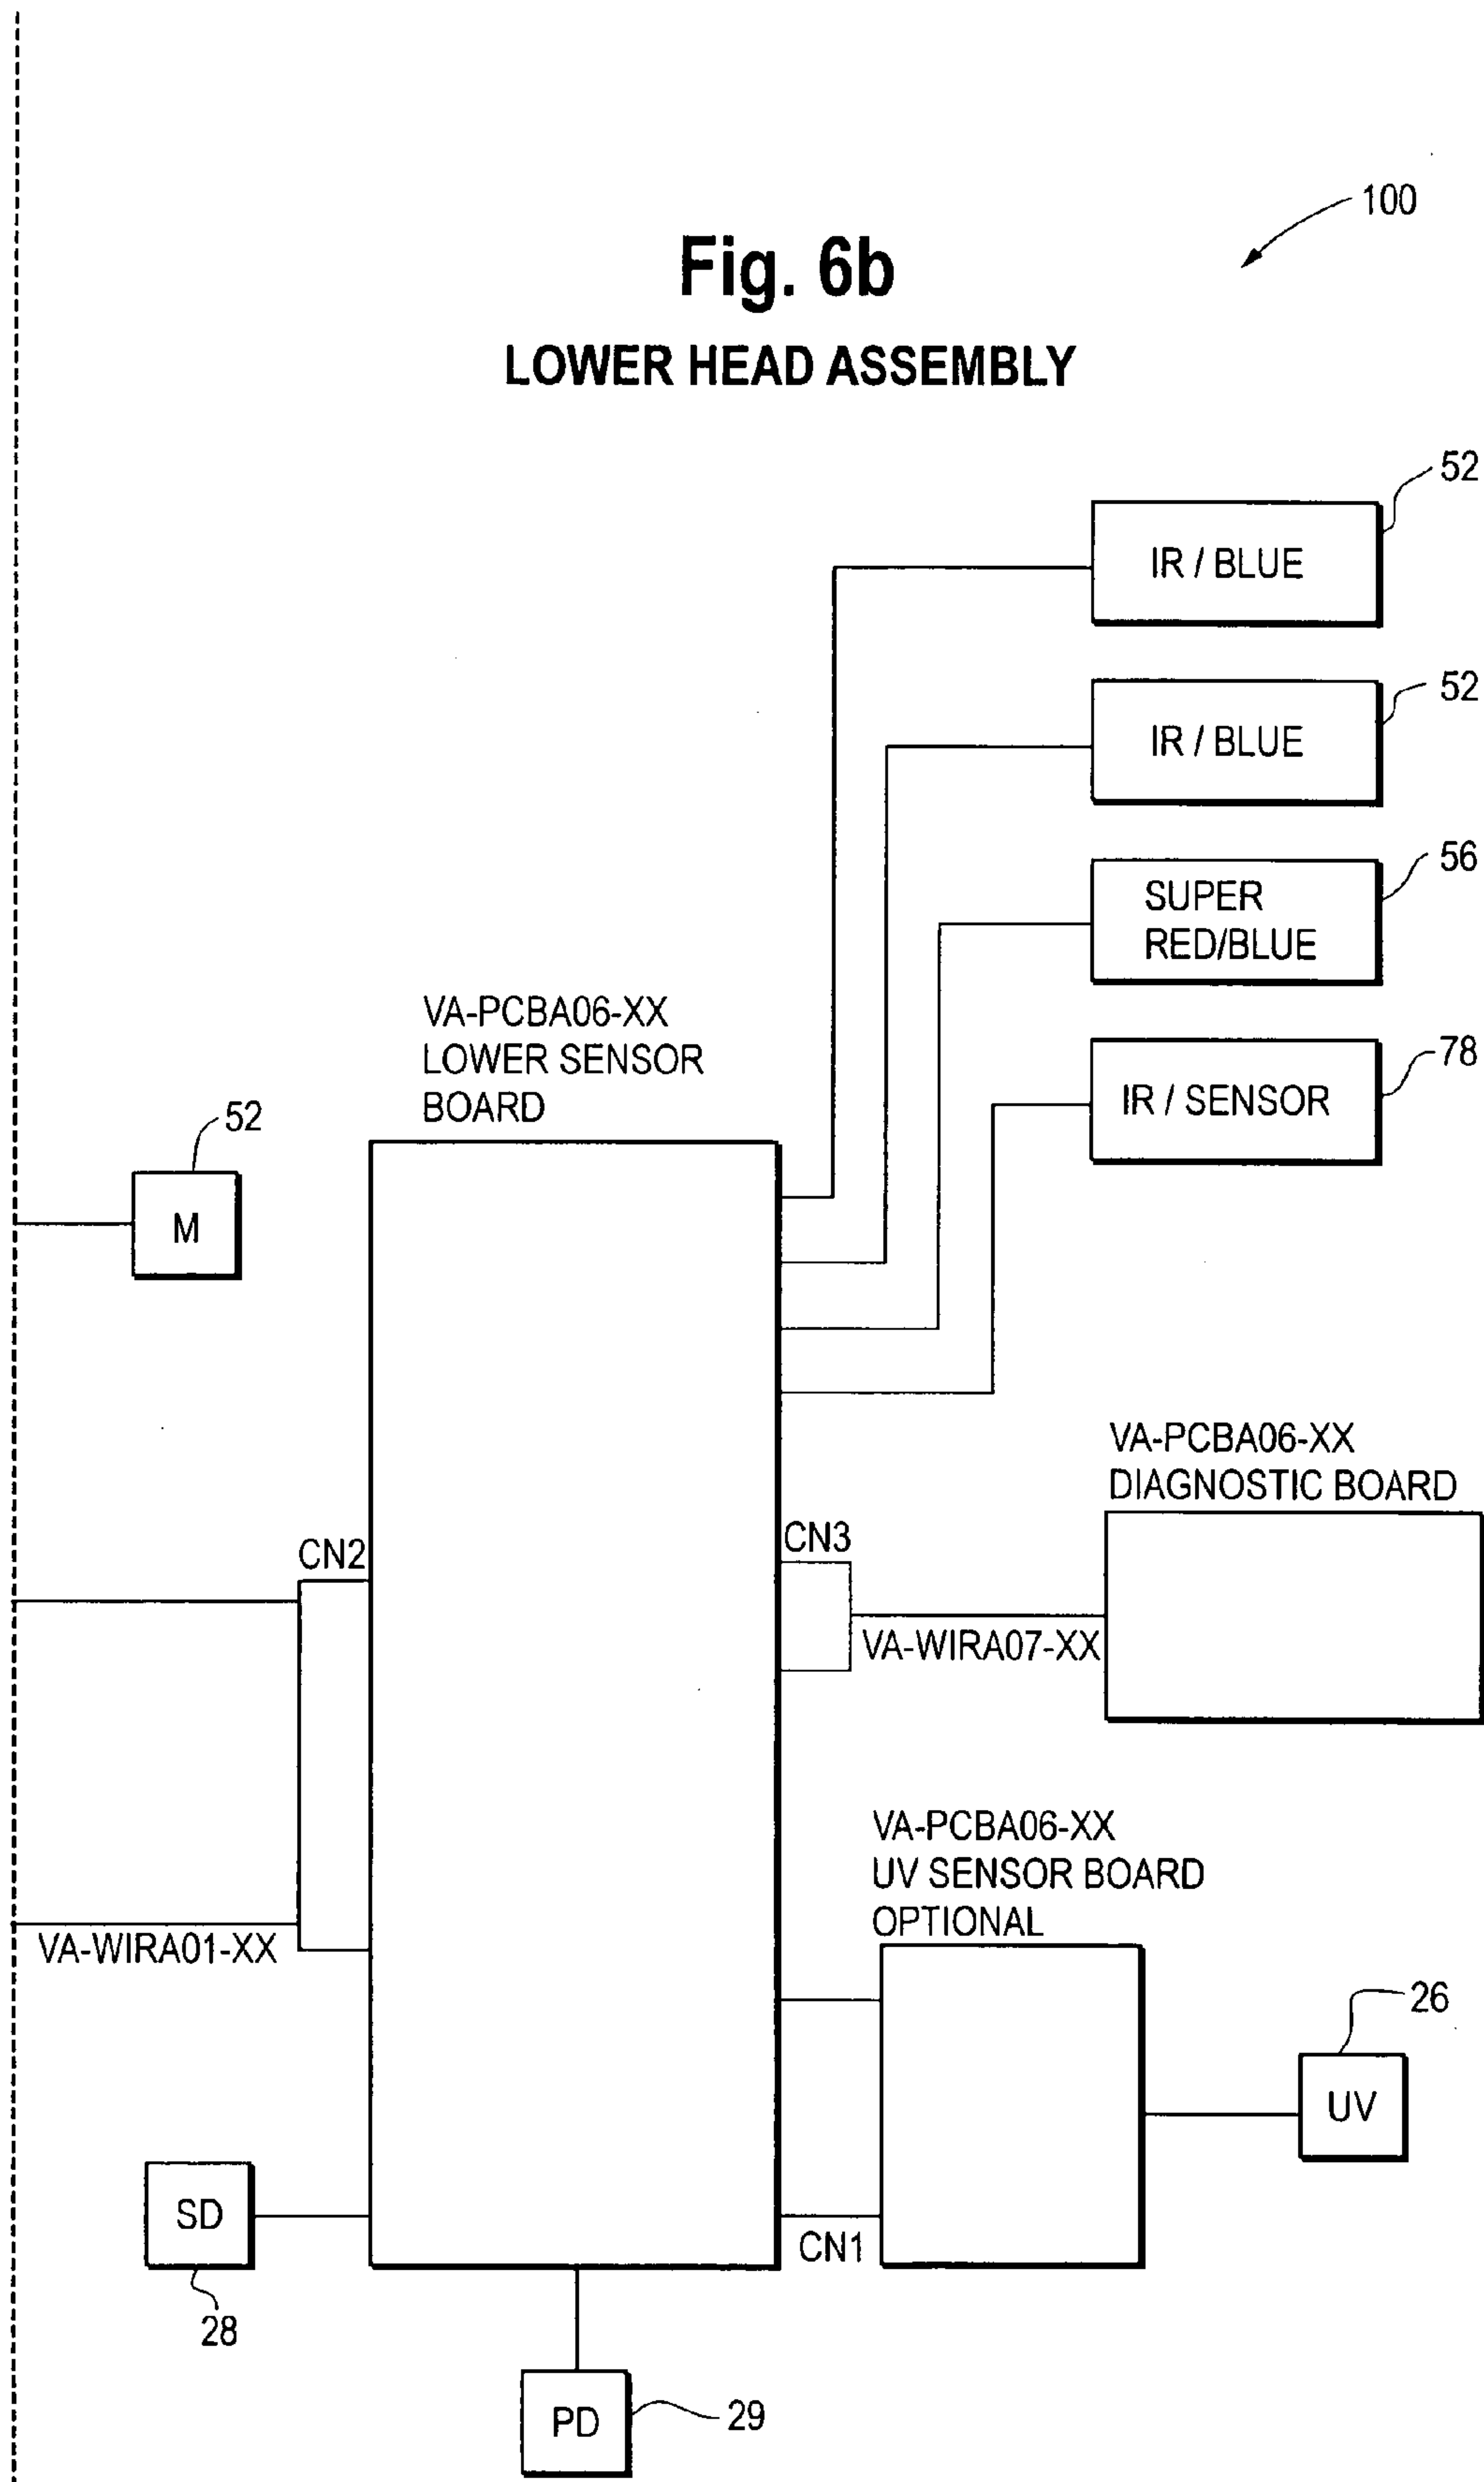 100
Fig. 6b
LOWER HEAD ASSEMBLY
52
IR / BLUE
52
IR / BLUE
56
SUPER
RED/BLUE
78
IR / SENSOR
VA-PCBA06-XX
LOWER SENSOR
BOARD
52
M
VA-PCBA06-XX
DIAGNOSTIC BOARD
CN2
CN3
VA-WIRA07-XX
VA-PCBA06-XX
UV SENSOR BOARD
OPTIONAL
VA-WIRA01-XX
26
UV
SD
CN1
28
PD
29